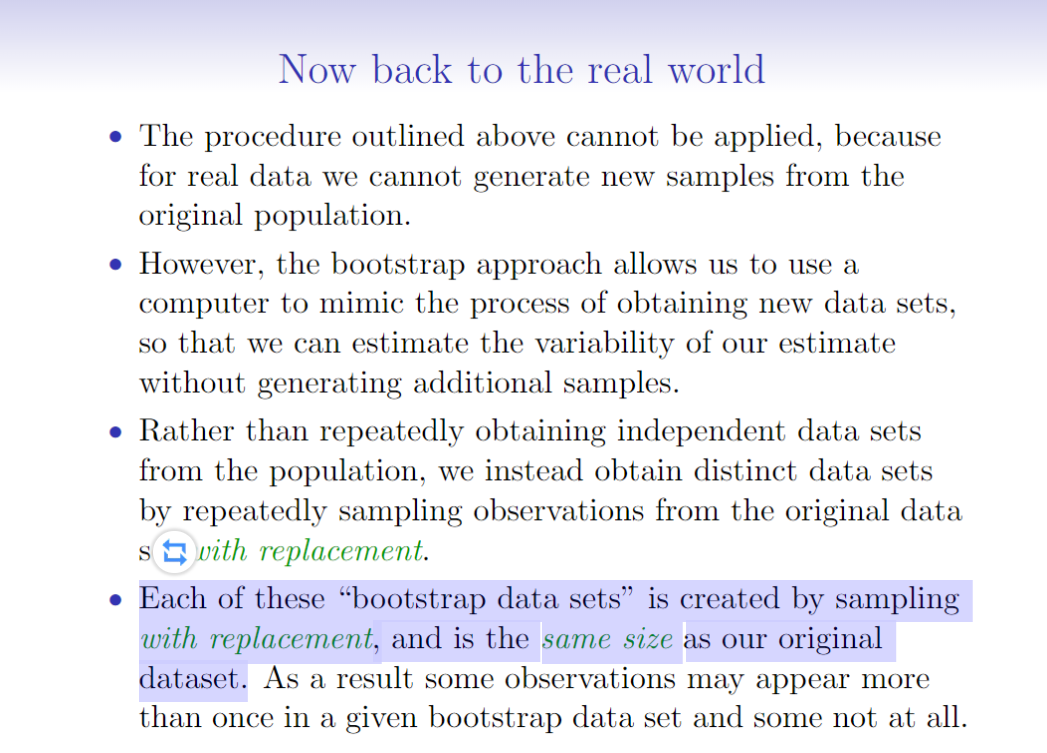 Now back to the real world
• The procedure outlined above cannot be applied, because
for real data we cannot generate new samples from the
original population.
• However, the bootstrap approach allows us to use a
computer to mimic the process of obtaining new data sets,
so that we can estimate the variability of our estimate
without generating additional samples.
• Rather than repeatedly obtaining independent data sets
from the population, we instead obtain distinct data sets
by repeatedly sampling observations from the original data
with replacement.
• Each of these “bootstrap data sets” is created by sampling
with replacement, and is the same size as our original
dataset. As a result some observations may appear more
than once in a given bootstrap data set and some not at all.